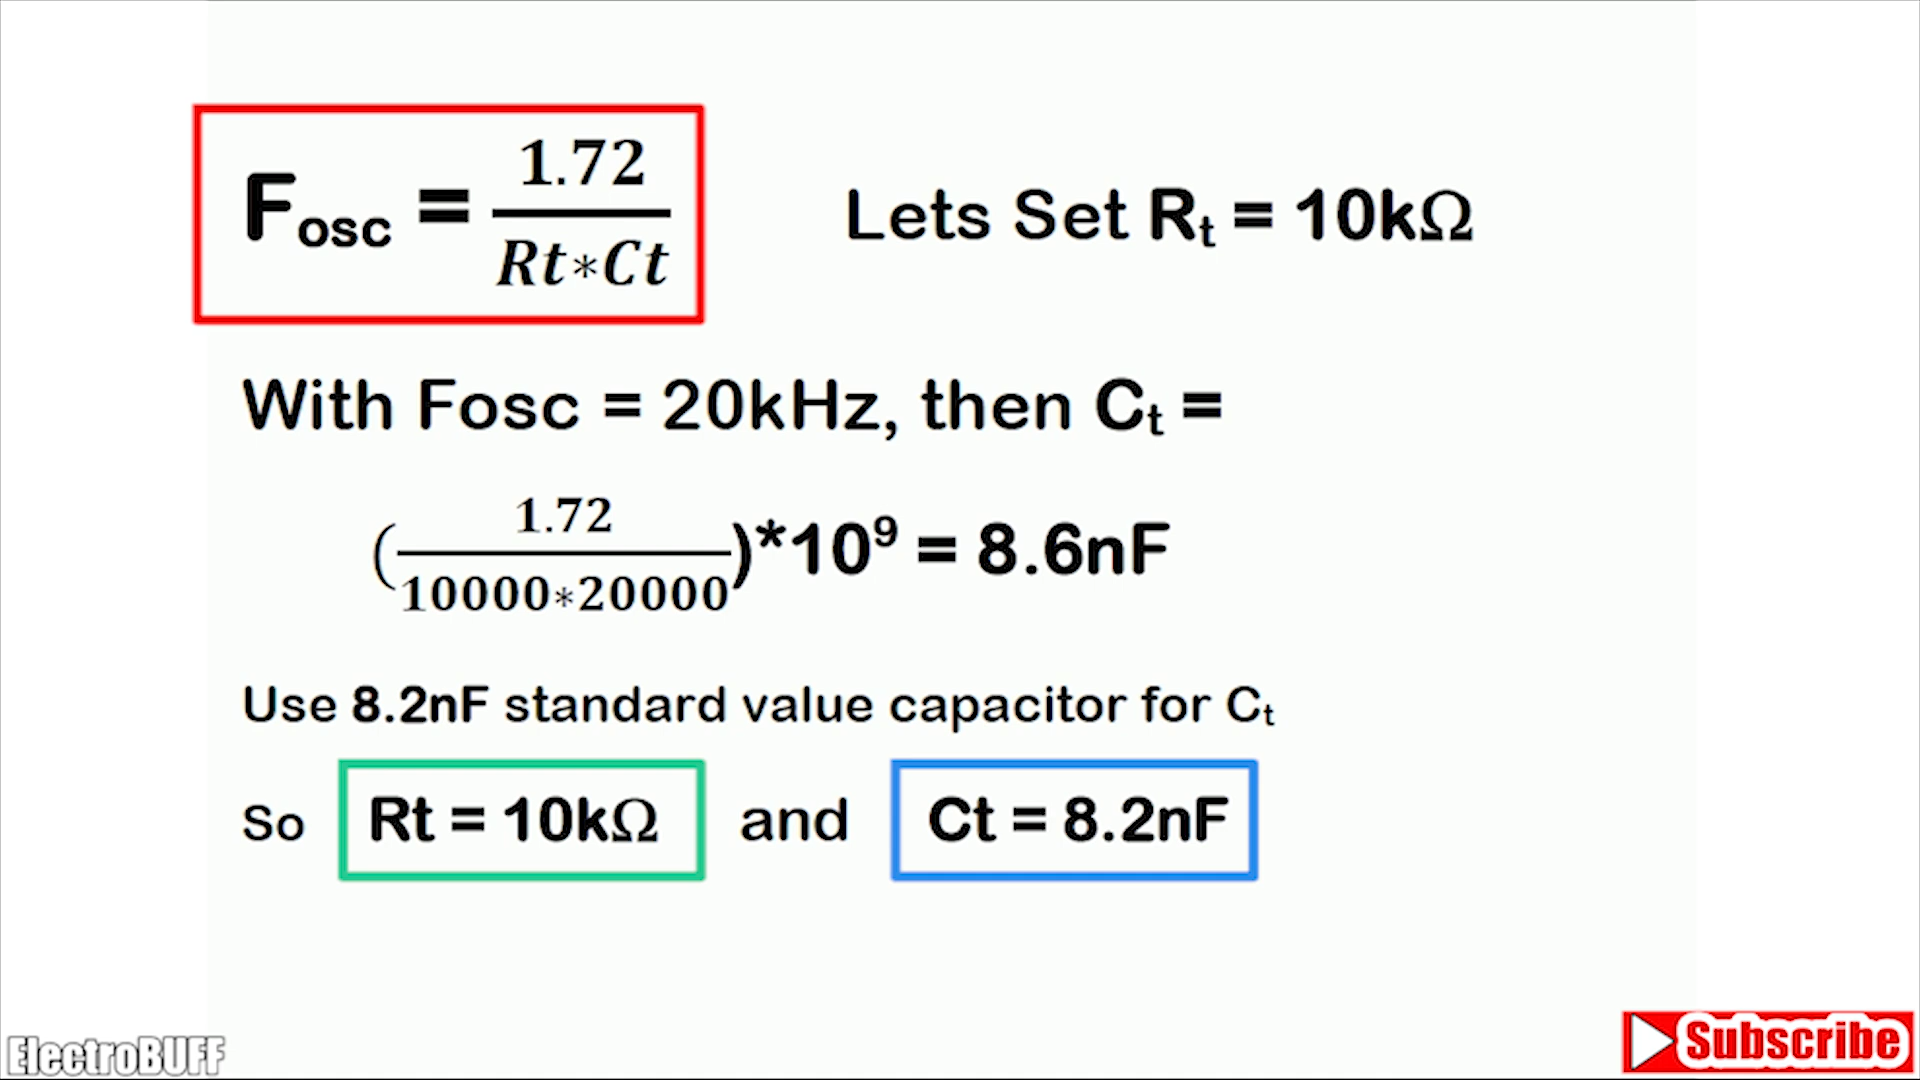 Fosc = 1.72 / Rt*Ct
Lets Set Rt = 10kΩ
With Fosc = 20kHz, then Ct =
(1.72 / 10000*20000)*10⁹ = 8.6nF
Use 8.2nF standard value capacitor for Ct
So Rt = 10kΩ and Ct = 8.2nF
ElectroBUFF
Subscribe